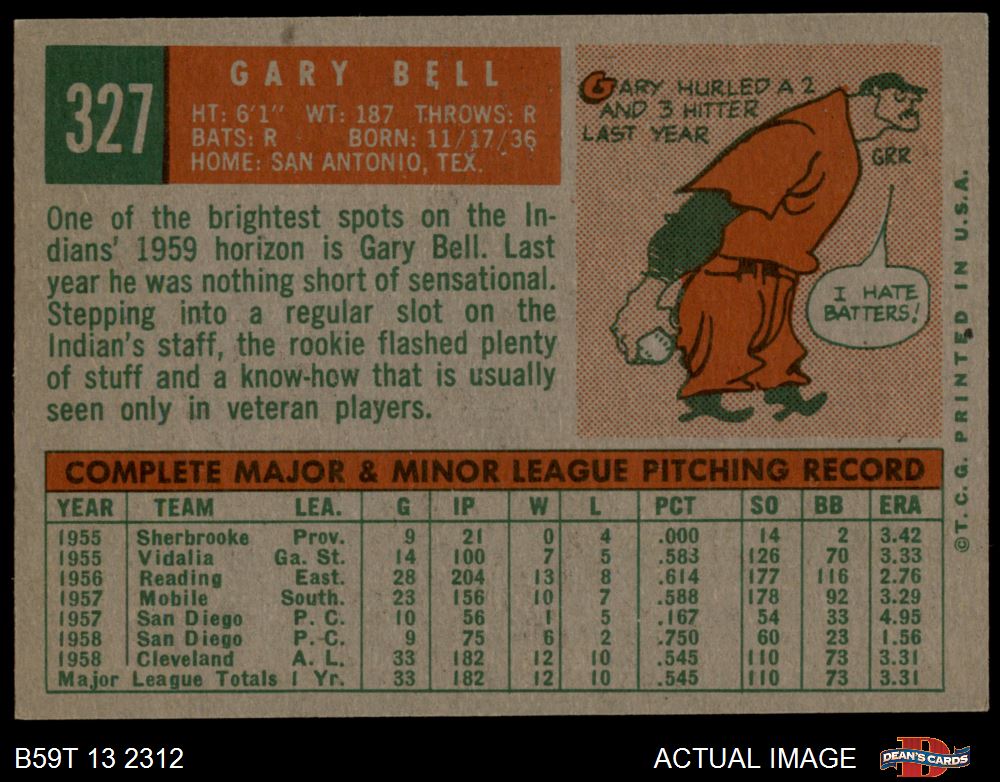 327
GARY BELL
HT: 6'1" WT: 187 THROWS: R
BATS: R BORN: 11/17/36
HOME: SAN ANTONIO, TEX.
GARY HURLED A 2
AND 3 HITTER
LAST YEAR
GRR
I HATE
BATTERS!
One of the brightest spots on the In-
dians' 1959 horizon is Gary Bell. Last
year he was nothing short of sensational.
Stepping into a regular slot on the
Indian's staff, the rookie flashed plenty
of stuff and a know-how that is usually
seen only in veteran players.
COMPLETE MAJOR & MINOR LEAGUE PITCHING RECORD
YEAR TEAM LEA. G IP W L PCT SO BB ERA
1955 Sherbrooke Prov. 9 21 0 4 .000 14 2 3.42
1955 Vidalia Ga. St. 14 100 7 5 .583 126 70 3.33
1956 Reading East. 28 204 13 8 .614 177 116 2.76
1957 Mobile South. 23 156 10 7 .588 178 92 3.29
1957 San Diego P. C. 10 56 1 5 .167 54 33 4.95
1958 San Diego P. C. 9 75 6 2 .750 60 23 1.56
1958 Cleveland A. L. 33 182 12 10 .545 110 73 3.31
Major League Totals 1 Yr. 33 182 12 10 .545 110 73 3.31
©T. C. G. PRINTED IN U.S.A.
B59T 13 2312
ACTUAL IMAGE
DEAN'S CARDS